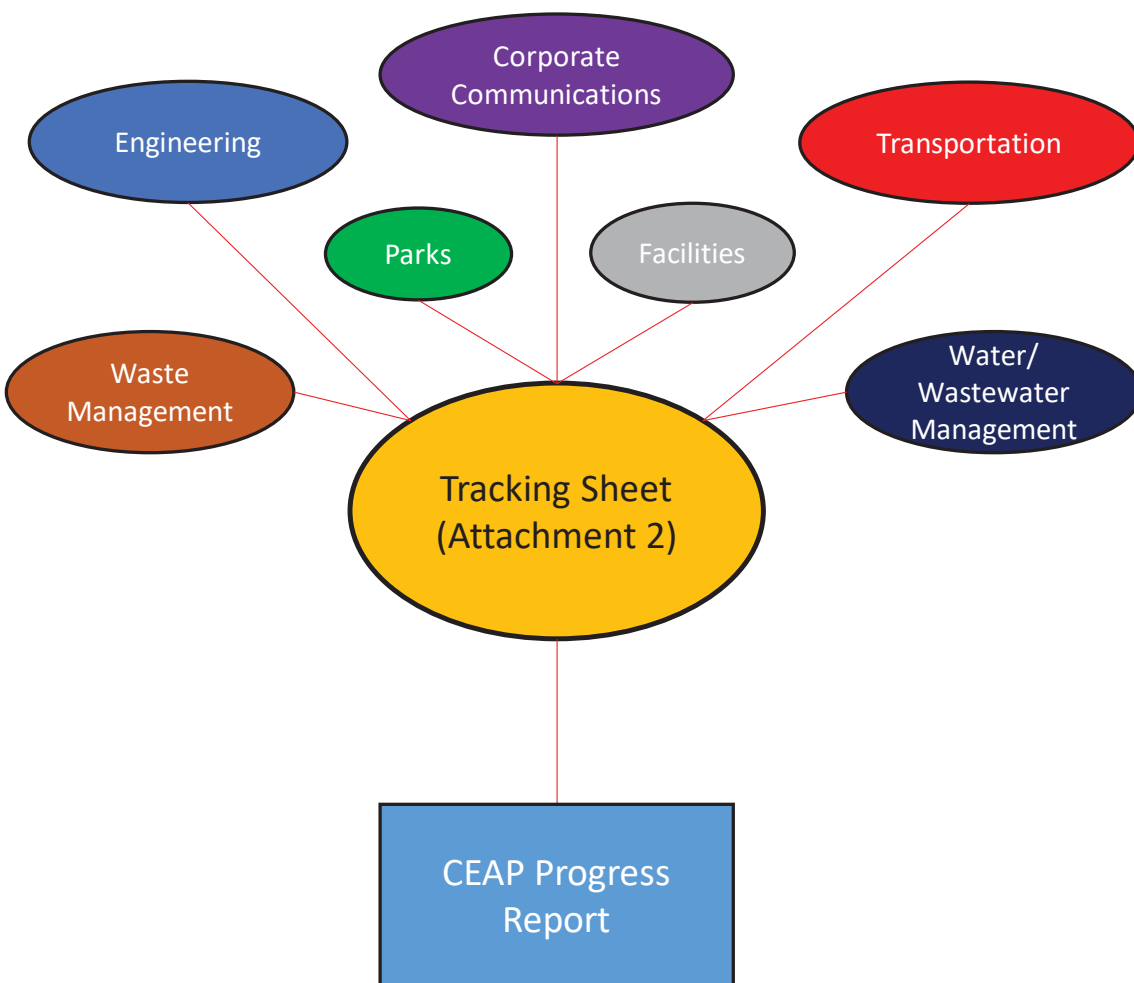 Corporate
Communications
Engineering
Transportation
Parks
Facilities
Waste
Management
Water/
Wastewater
Management
Tracking Sheet
(Attachment 2)
CEAP Progress
Report